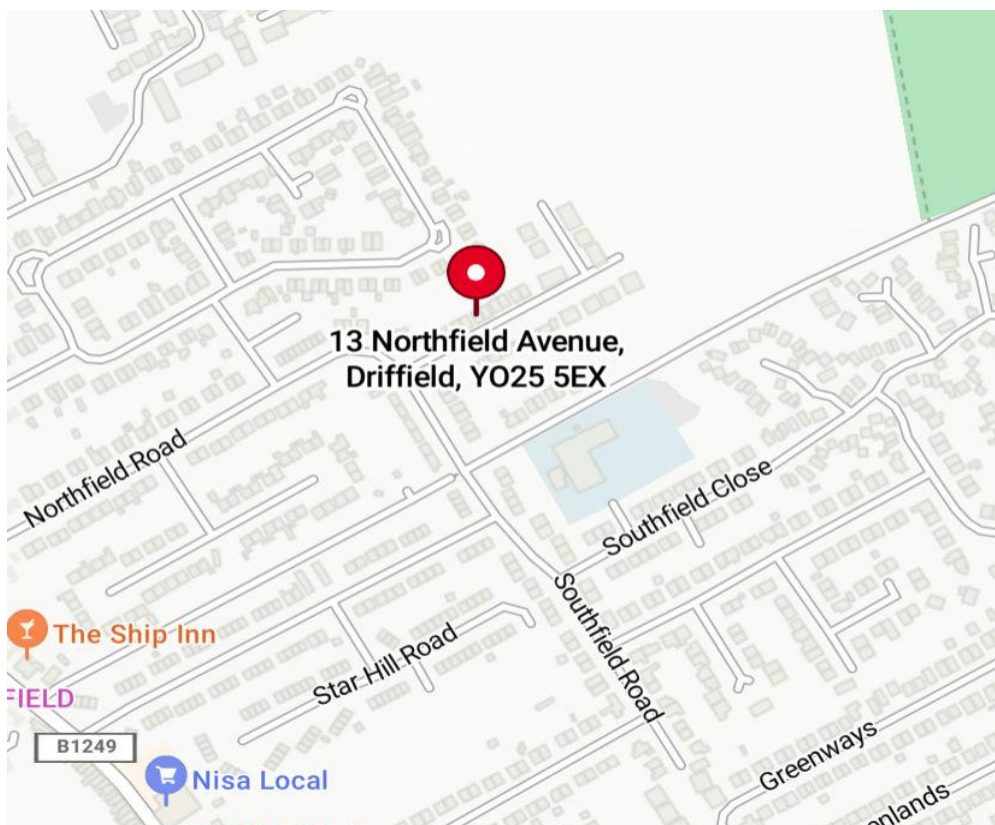 13 Northfield Avenue,
Driffield, YO25 5EX
Northfield Road
Southfield Close
The Ship Inn
Southfield Road
Star Hill Road
FIELD
B1249
Nisa Local
Greenways
enlands